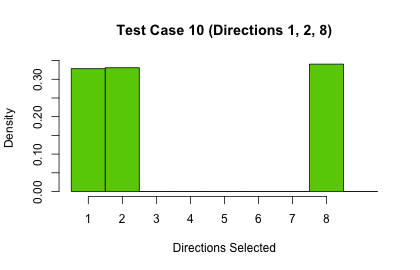 Test Case 10 (Directions 1, 2, 8)
Density
0.30
0.20
0.10
0.00
1 2 3 4 5 6 7 8
Directions Selected